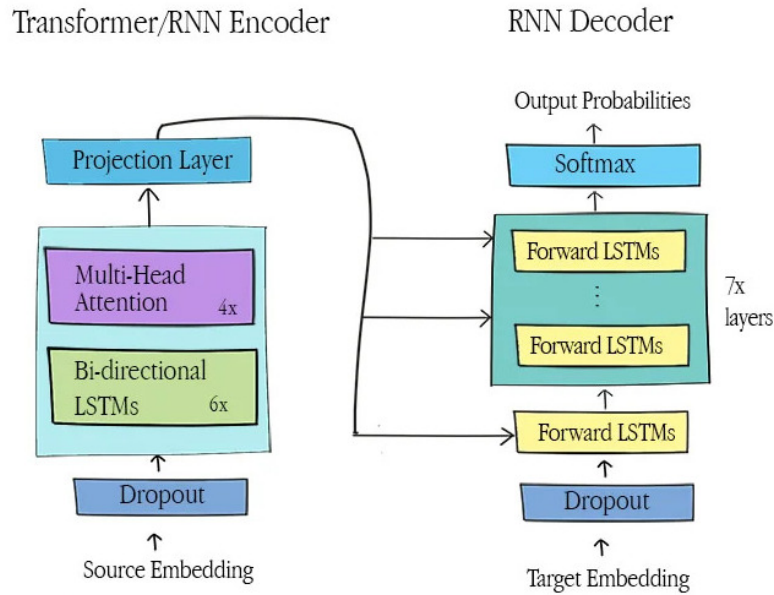 Transformer/RNN Encoder
RNN Decoder
Projection Layer
Multi-Head
Attention 4x
Bi-directional
LSTMs 6x
Dropout
Source Embedding
Output Probabilities
Softmax
Forward LSTMs
⋮
Forward LSTMs
7x
layers
Forward LSTMs
Dropout
Target Embedding